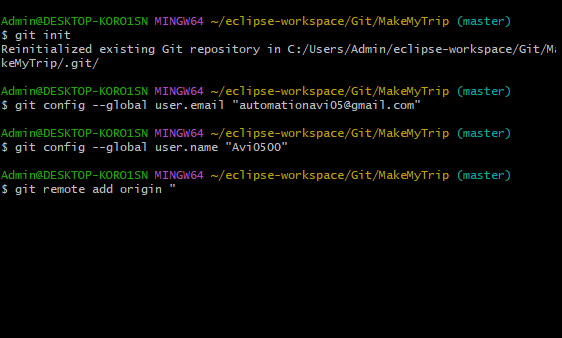 Admin@DESKTOP-KORO1SN MINGW64 ~/eclipse-workspace/Git/MakeMyTrip (master)
$ git init
Reinitialized existing Git repository in C:/Users/Admin/eclipse-workspace/Git/Ma
keMyTrip/.git/
Admin@DESKTOP-KORO1SN MINGW64 ~/eclipse-workspace/Git/MakeMyTrip (master)
$ git config --global user.email "automationavi05@gmail.com"
Admin@DESKTOP-KORO1SN MINGW64 ~/eclipse-workspace/Git/MakeMyTrip (master)
$ git config --global user.name "Avi0500"
Admin@DESKTOP-KORO1SN MINGW64 ~/eclipse-workspace/Git/MakeMyTrip (master)
$ git remote add origin "